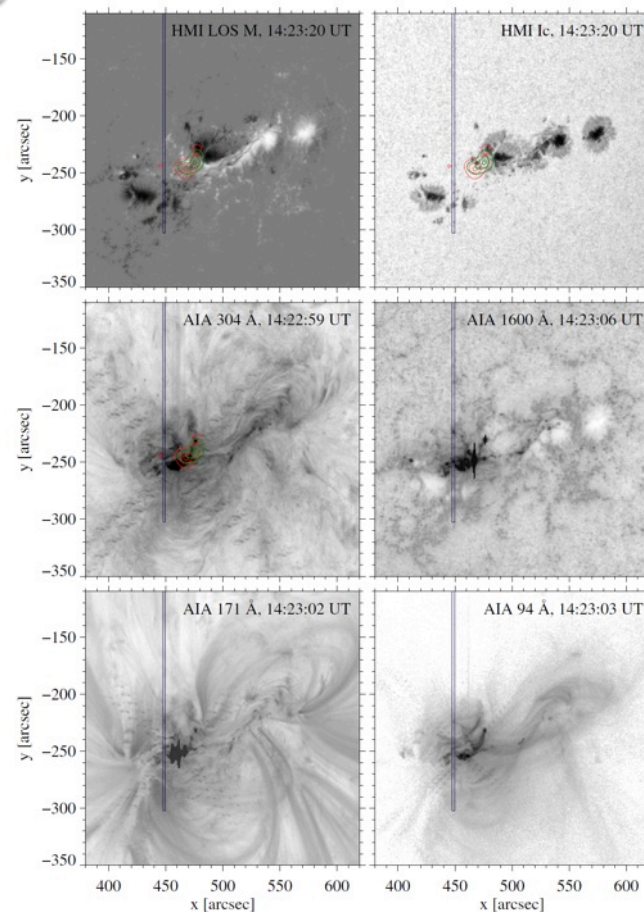 HMI LOS M, 14:23:20 UT
HMI Ic, 14:23:20 UT
−150
−200
−250
−300
−350
y [arcsec]
AIA 304 Å, 14:22:59 UT
AIA 1600 Å, 14:23:06 UT
−150
−200
−250
−300
−350
y [arcsec]
AIA 171 Å, 14:23:02 UT
AIA 94 Å, 14:23:03 UT
−150
−200
−250
−300
−350
y [arcsec]
400 450 500 550 600
400 450 500 550 600
x [arcsec]
x [arcsec]